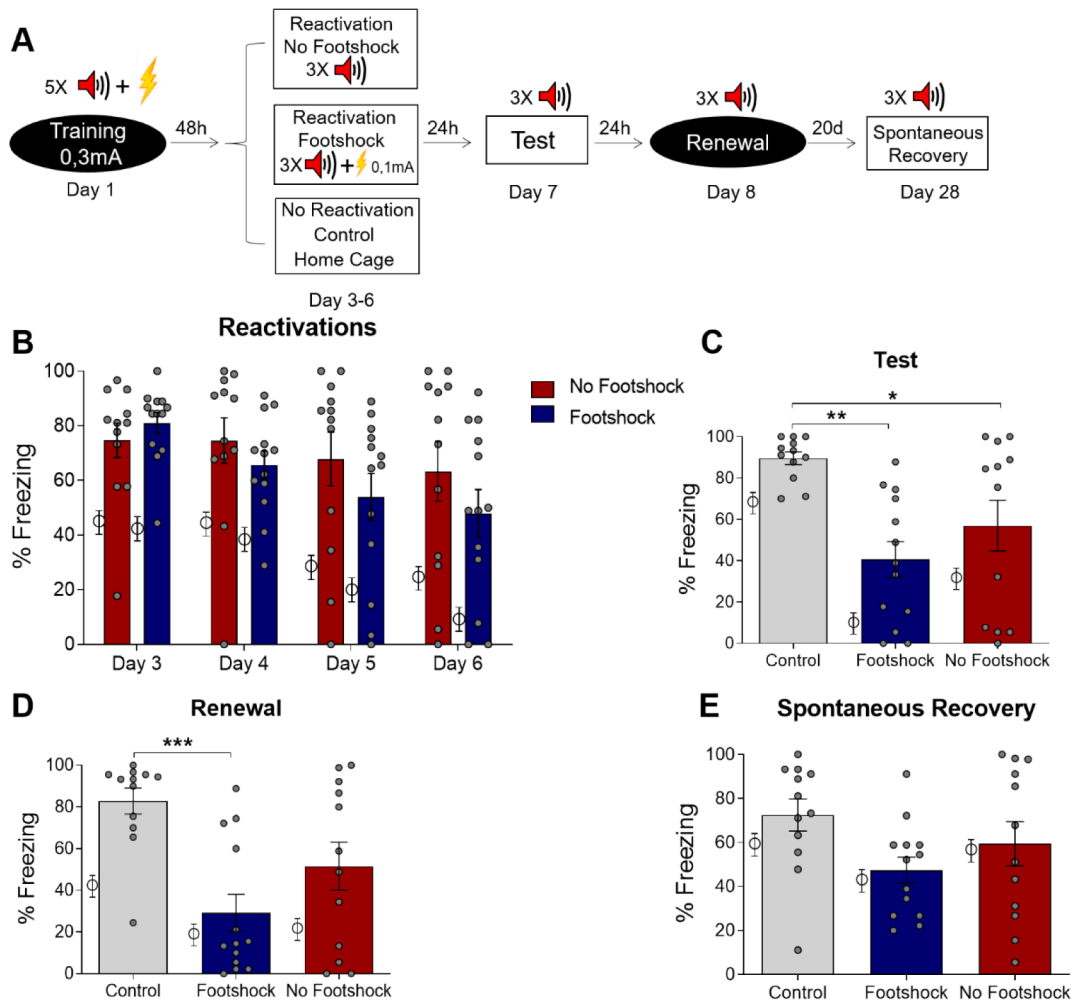 A
5X
+
Training
0,3mA
Day 1
48h
Reactivation
No Footshock
3X
Reactivation
Footshock
3X + 0,1mA
No Reactivation
Control
Home Cage
Day 3-6
24h
3X
Test
Day 7
24h
3X
Renewal
Day 8
20d
3X
Spontaneous
Recovery
Day 28
B
Reactivations
% Freezing
100
80
60
40
20
0
Day 3
Day 4
Day 5
Day 6
No Footshock
Footshock
C
Test
*
**
% Freezing
100
80
60
40
20
0
Control
Footshock
No Footshock
D
Renewal
***
% Freezing
100
80
60
40
20
0
Control
Footshock
No Footshock
E
Spontaneous Recovery
% Freezing
100
80
60
40
20
0
Control
Footshock
No Footshock